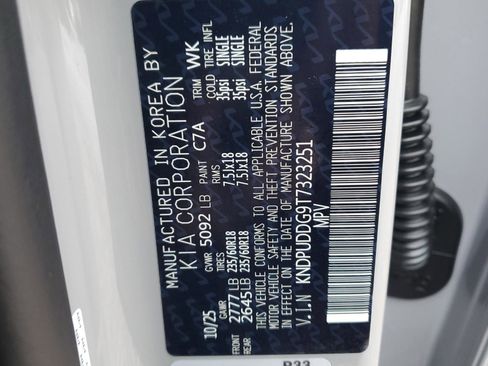 MANUFACTURED IN KOREA BY
KIA CORPORATION
10/25 GVWR 5092 LB PAINT C7A TRIM WK
GAWR RIMS COLD TIRE INFL
FRONT 2777 LB 235/60R18 7.5Jx18 35psi SINGLE
REAR 2645LB 235/60R18 7.5Jx18 35psi SINGLE
THIS VEHICLE CONFORMS TO ALL APPLICABLE U.S.A. FEDERAL
MOTOR VEHICLE SAFETY AND THEFT PREVENTION STANDARDS
IN EFFECT ON THE DATE OF MANUFACTURE SHOWN ABOVE.
V.I.N KNDPUDDG9T7323251
MPV